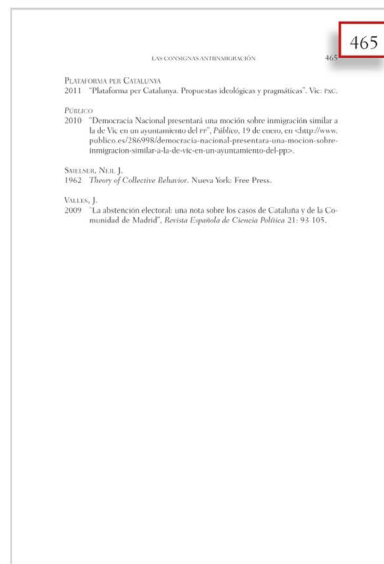 465
LAS CONSIGNAS ANTIINMIGRACIÓN 465
PLATAFORMA PER CATALUNYA
2011 "Plataforma per Catalunya. Propuestas ideológicas y pragmáticas". Vic: PXC.
PÚBLICO
2010 "Democracia Nacional presentará una moción sobre inmigración similar a
la de Vic en un ayuntamiento del PP", Público, 19 de enero, en <http://www.
publico.es/286998/democracia-nacional-presentara-una-mocion-sobre-
inmigracion-similar-a-la-de-vic-en-un-ayuntamiento-del-pp>.
SMELSER, NEIL J.
1962 Theory of Collective Behavior. Nueva York: Free Press.
VALLES, J.
2009 "La abstención electoral: una nota sobre los casos de Cataluña y de la Co-
munidad de Madrid", Revista Española de Ciencia Política 21: 93-105.